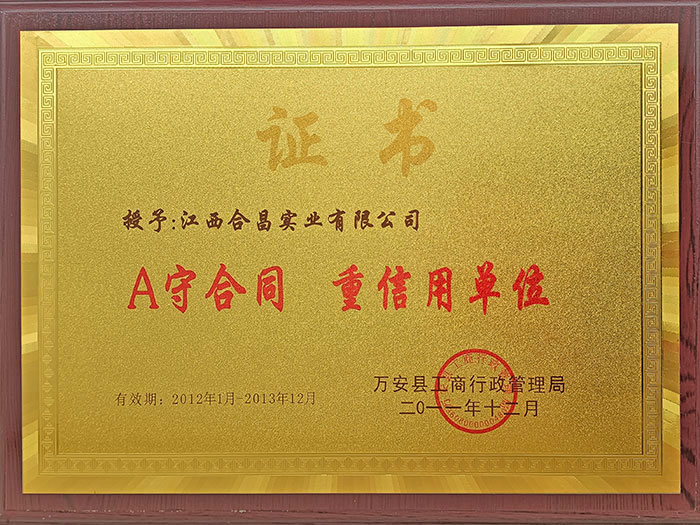 证书
授予:江西合昌实业有限公司
A守合同 重信用单位
万安县工商行政管理局
有效期：2012年1月-2013年12月
二0一一年十二月